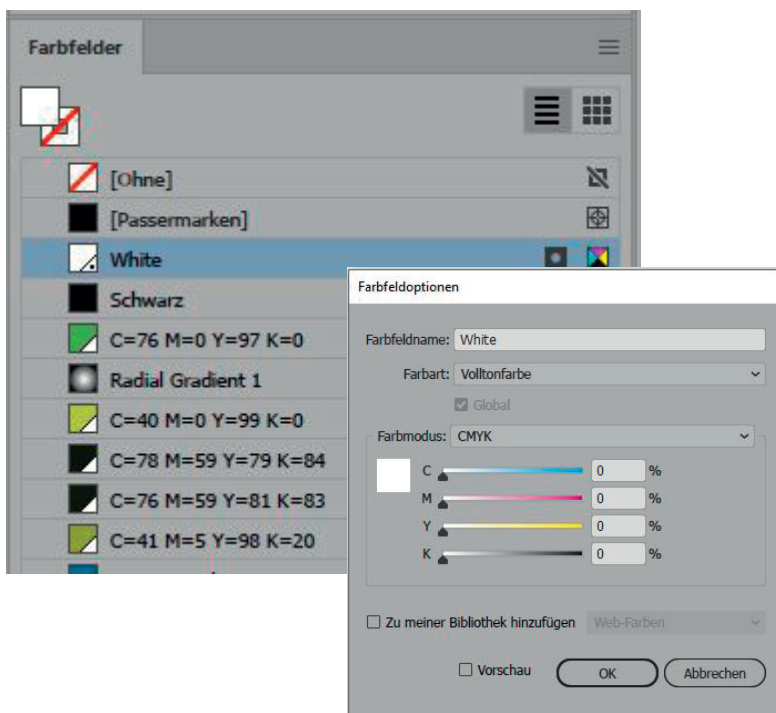 Farbfelder
[Ohne]
[Passermarken]
White
Schwarz
C=76 M=0 Y=97 K=0
Radial Gradient 1
C=40 M=0 Y=99 K=0
C=78 M=59 Y=79 K=84
C=76 M=59 Y=81 K=83
C=41 M=5 Y=98 K=20
Farbfeldoptionen
Farbfeldname: White
Farbart: Volltonfarbe
Global
Farbmodus: CMYK
C 0 %
M 0 %
Y 0 %
K 0 %
Zu meiner Bibliothek hinzufügen Web-Farben
Vorschau OK Abbrechen